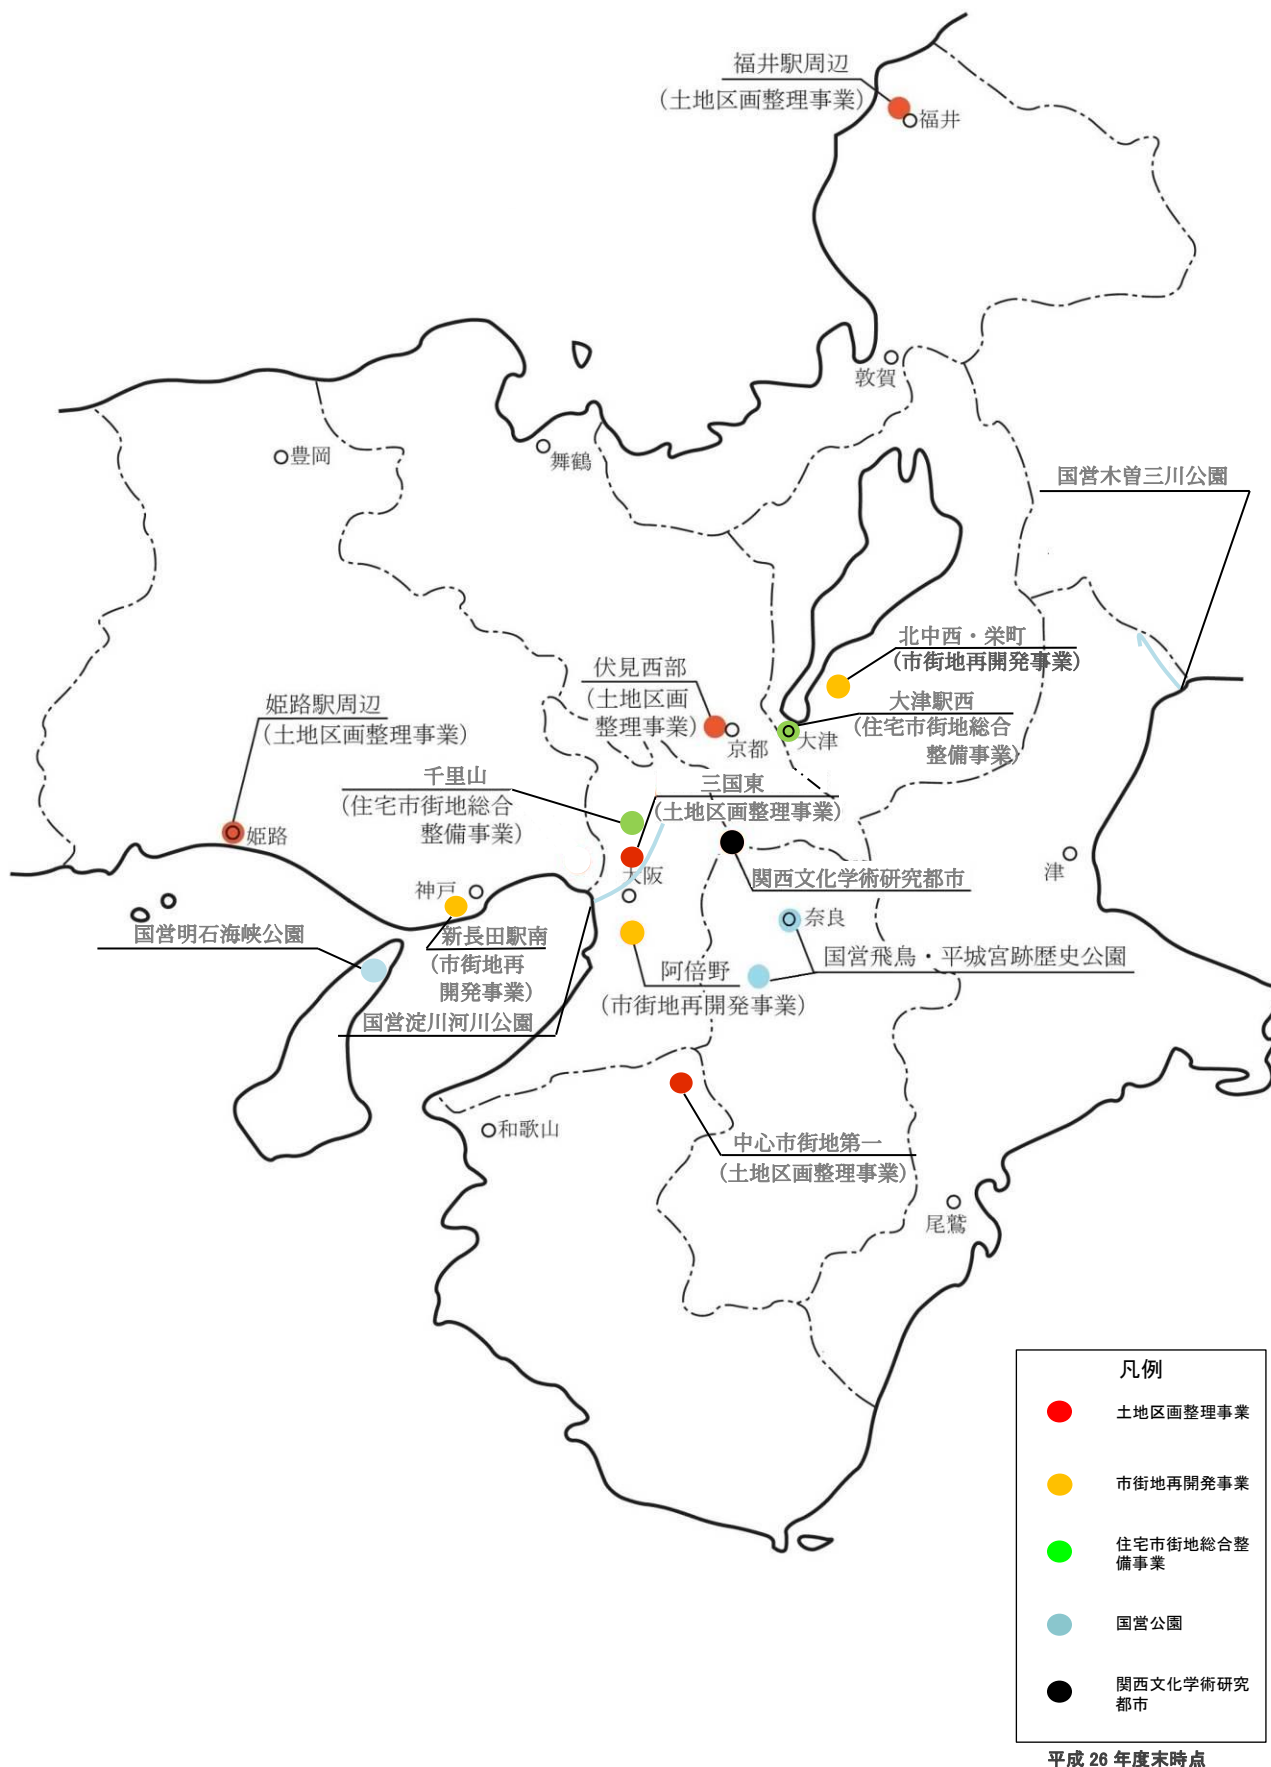 福井駅周辺
(土地区画整理事業)
福井
敦賀
豊岡
舞鶴
国営木曽三川公園
北中西・栄町
(市街地再開発事業)
伏見西部
(土地区画
整理事業)
京都
大津駅西
(住宅市街地総合
整備事業)
大津
姫路駅周辺
(土地区画整理事業)
姫路
千里山
(住宅市街地総合
整備事業)
三国東
(土地区画整理事業)
大阪
関西文化学術研究都市
津
神戸
新長田駅南
(市街地再
開発事業)
国営明石海峡公園
奈良
国営飛鳥・平城宮跡歴史公園
阿倍野
(市街地再開発事業)
国営淀川河川公園
和歌山
中心市街地第一
(土地区画整理事業)
尾鷲
凡例
土地区画整理事業
市街地再開発事業
住宅市街地総合整
備事業
国営公園
関西文化学術研究
都市
平成 26 年度末時点